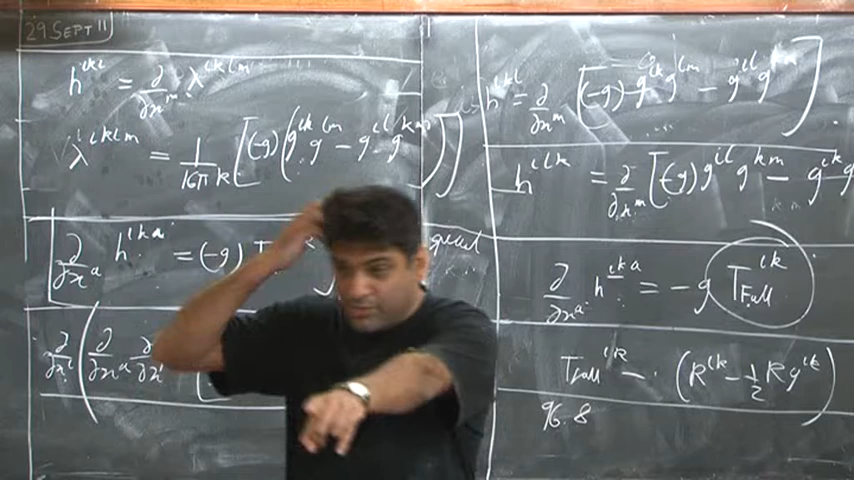 29 SEPT 11
h^{ikl} = ∂/∂x^m λ^{iklm}
λ^{iklm} = 1/16πk [(-g)(g^{ik} g^{lm} - g^{il} g^{km})]
∂/∂x^a h^{ika} = (-g)
∂/∂x^i (∂/∂x^a
h^{ikl} = ∂/∂x^m [(-g) g^{ik} g^{lm} - g^{il} g^{km}]
h^{ilk} = ∂/∂x^m [(-g) g^{il} g^{km} - g^{ik} g
∂/∂x^a h^{ika} = -g T_{Full}^{ik}
T_{Full}^{ik} - (R^{ik} - 1/2 R g^{ik})
96.8